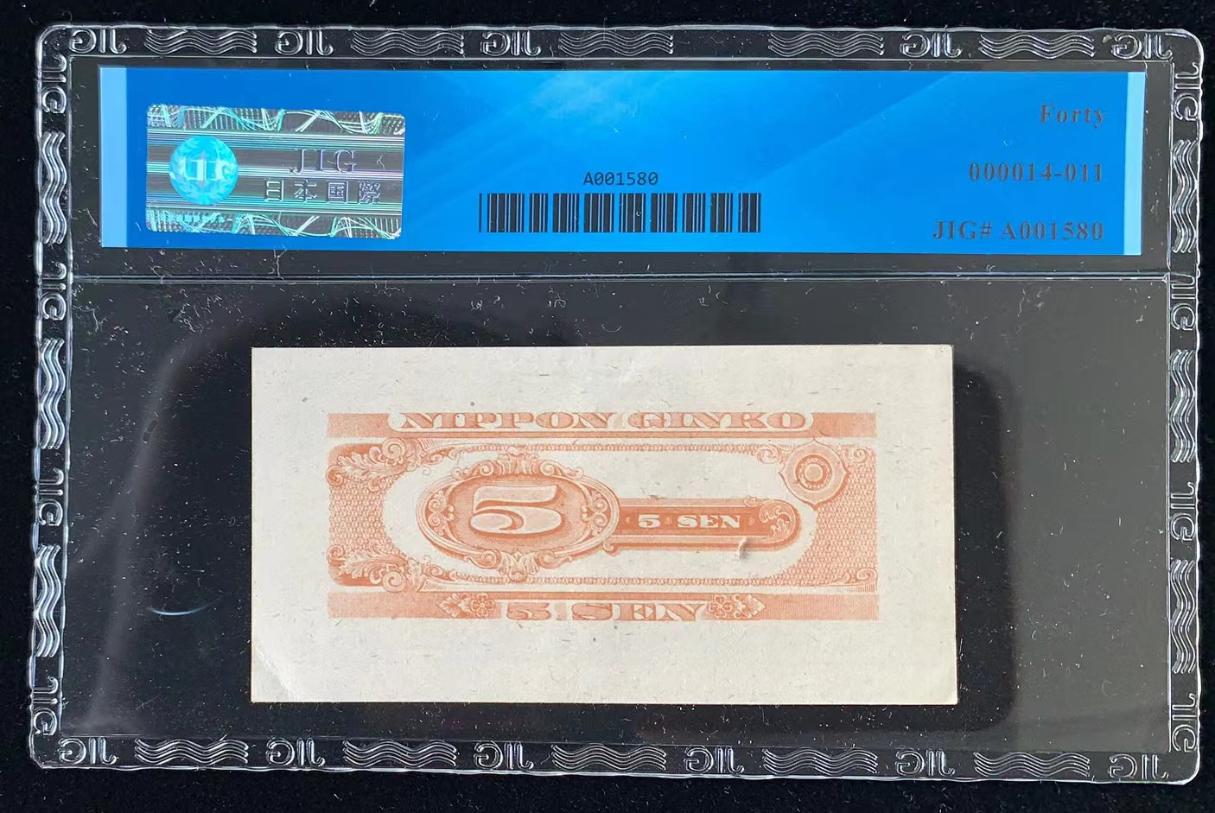 JIG
日本国際
A001580
Forty
000014-011
JIG# A001580
NIPPON GINKO
5
5 SEN
5 SEN